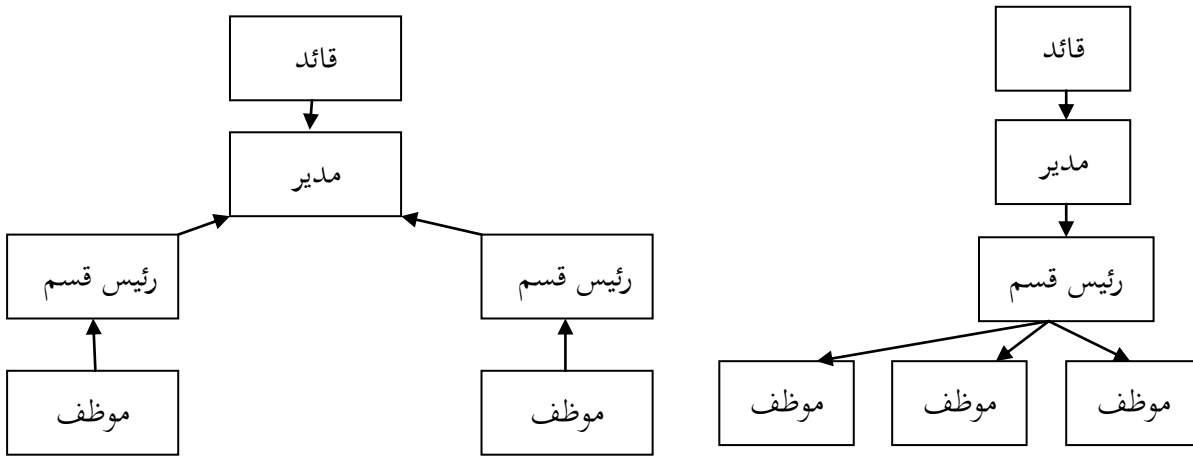 قائد
مدير
رئيس قسم
موظف
موظف
موظف
قائد
مدير
رئيس قسم
رئيس قسم
موظف
موظف